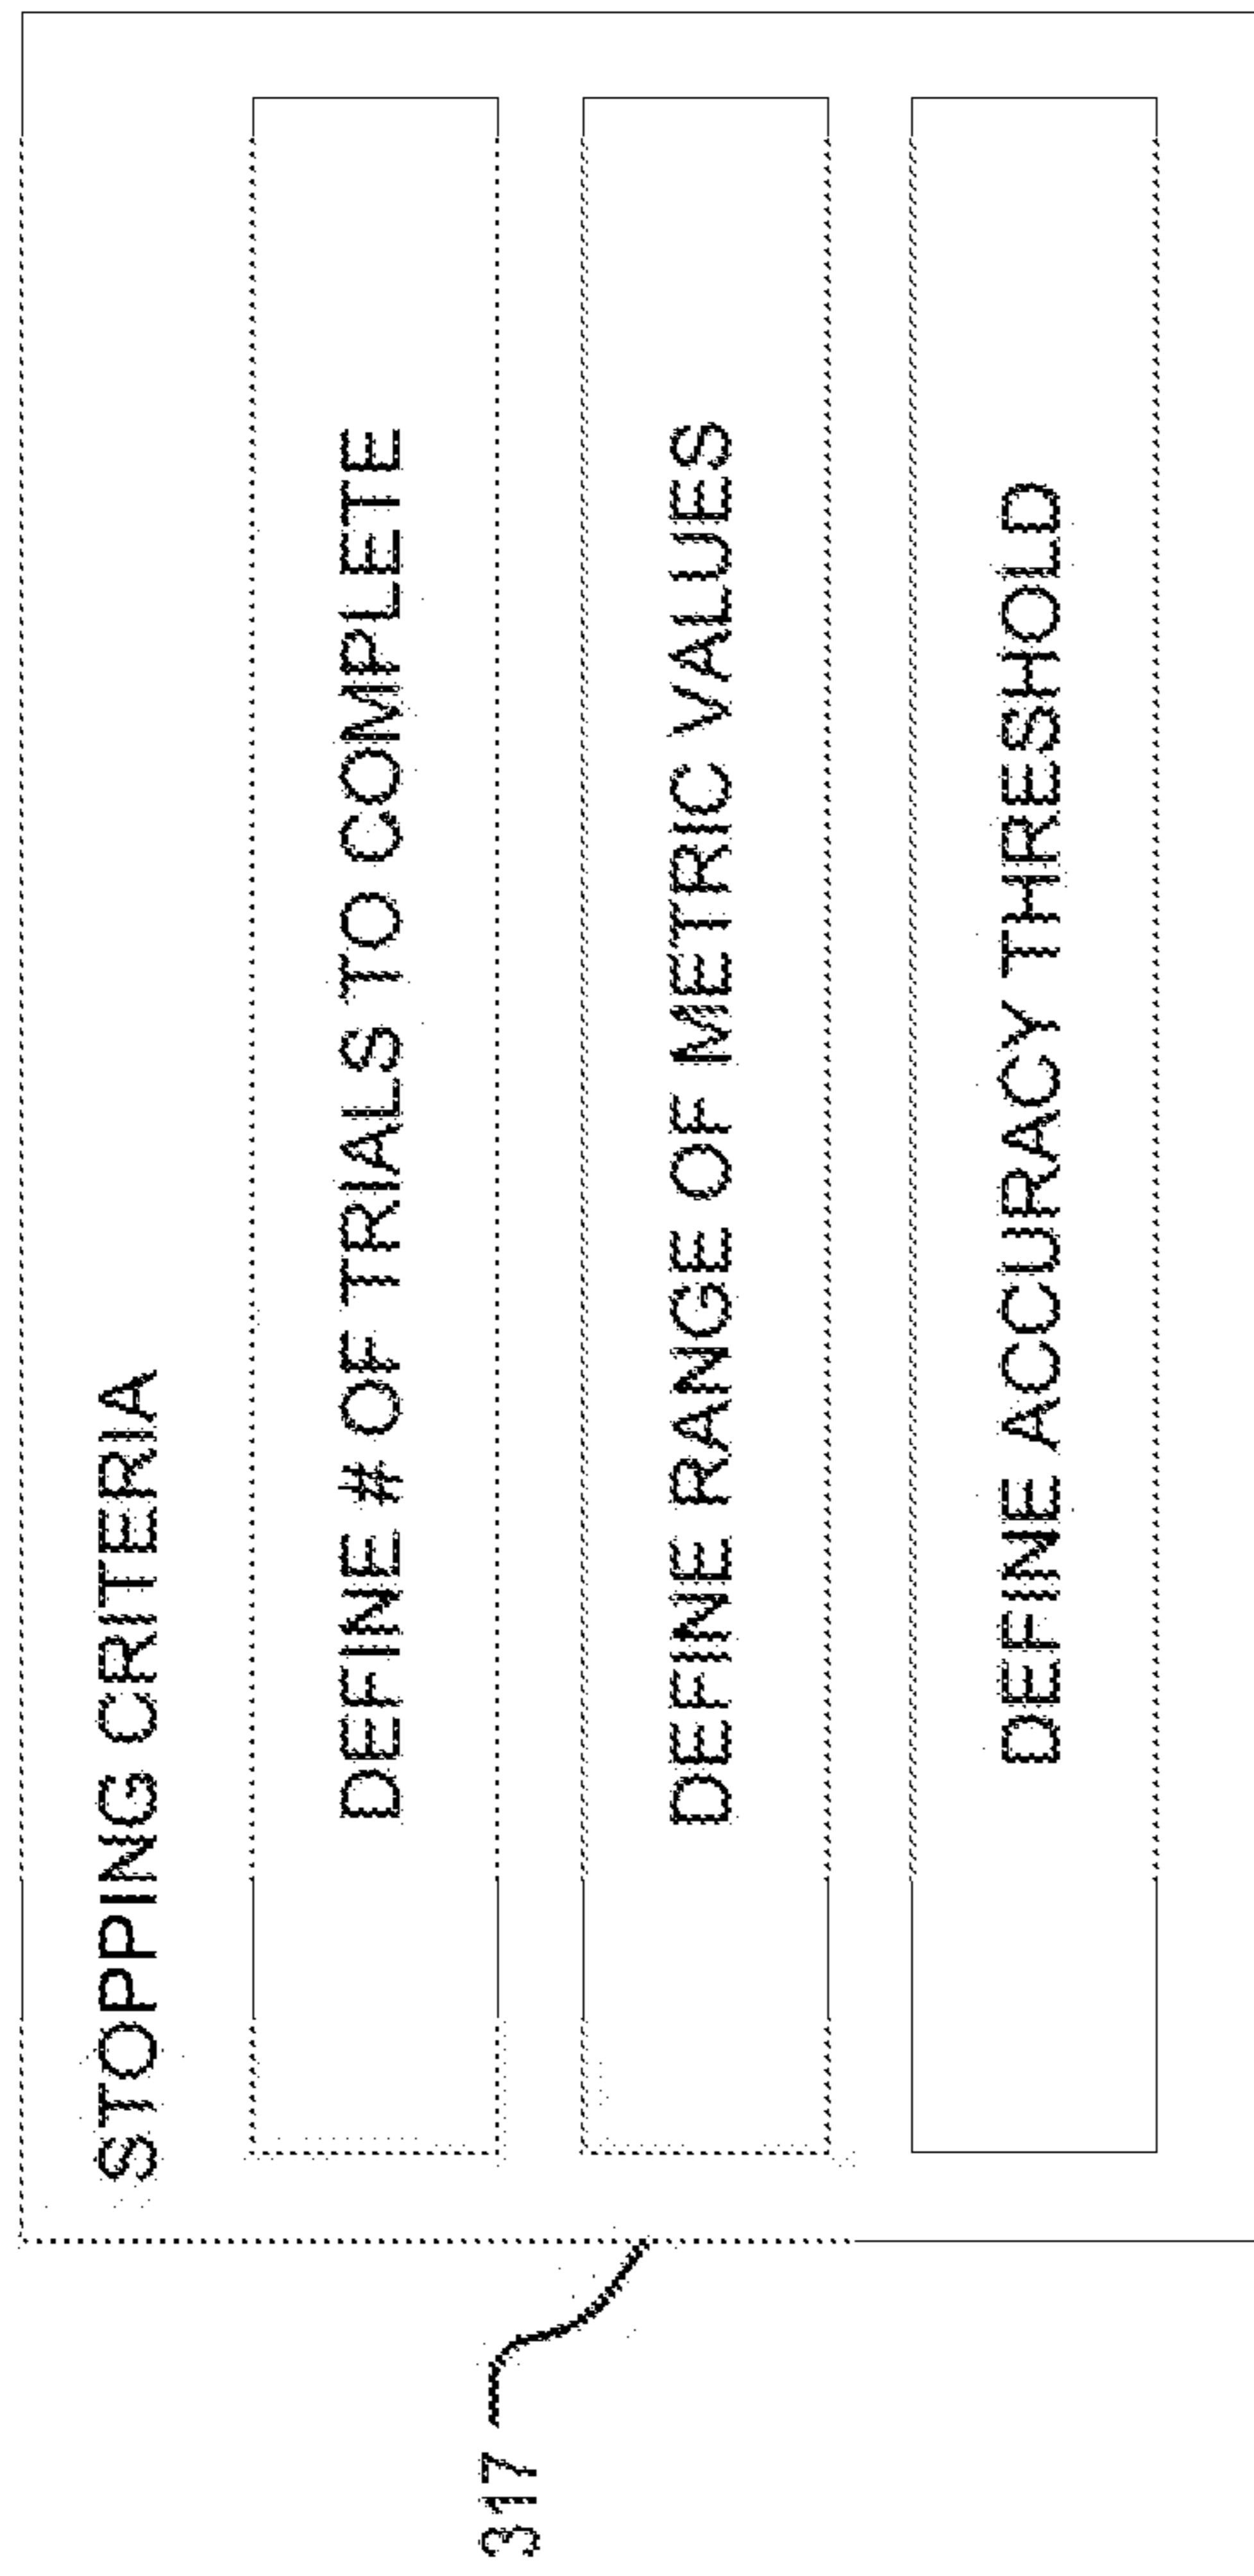 STOPPING CRITERIA
DEFINE # OF TRIALS TO COMPLETE
DEFINE RANGE OF METRIC VALUES
DEFINE ACCURACY THRESHOLD
317